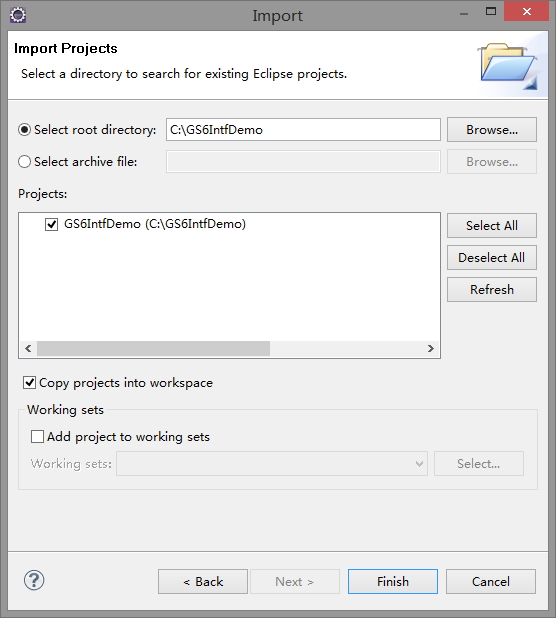 Import
Import Projects
Select a directory to search for existing Eclipse projects.
Select root directory: C:\GS6IntfDemo Browse...
Select archive file: Browse...
Projects:
GS6IntfDemo (C:\GS6IntfDemo)
Select All
Deselect All
Refresh
Copy projects into workspace
Working sets
Add project to working sets
Working sets: Select...
? < Back Next > Finish Cancel